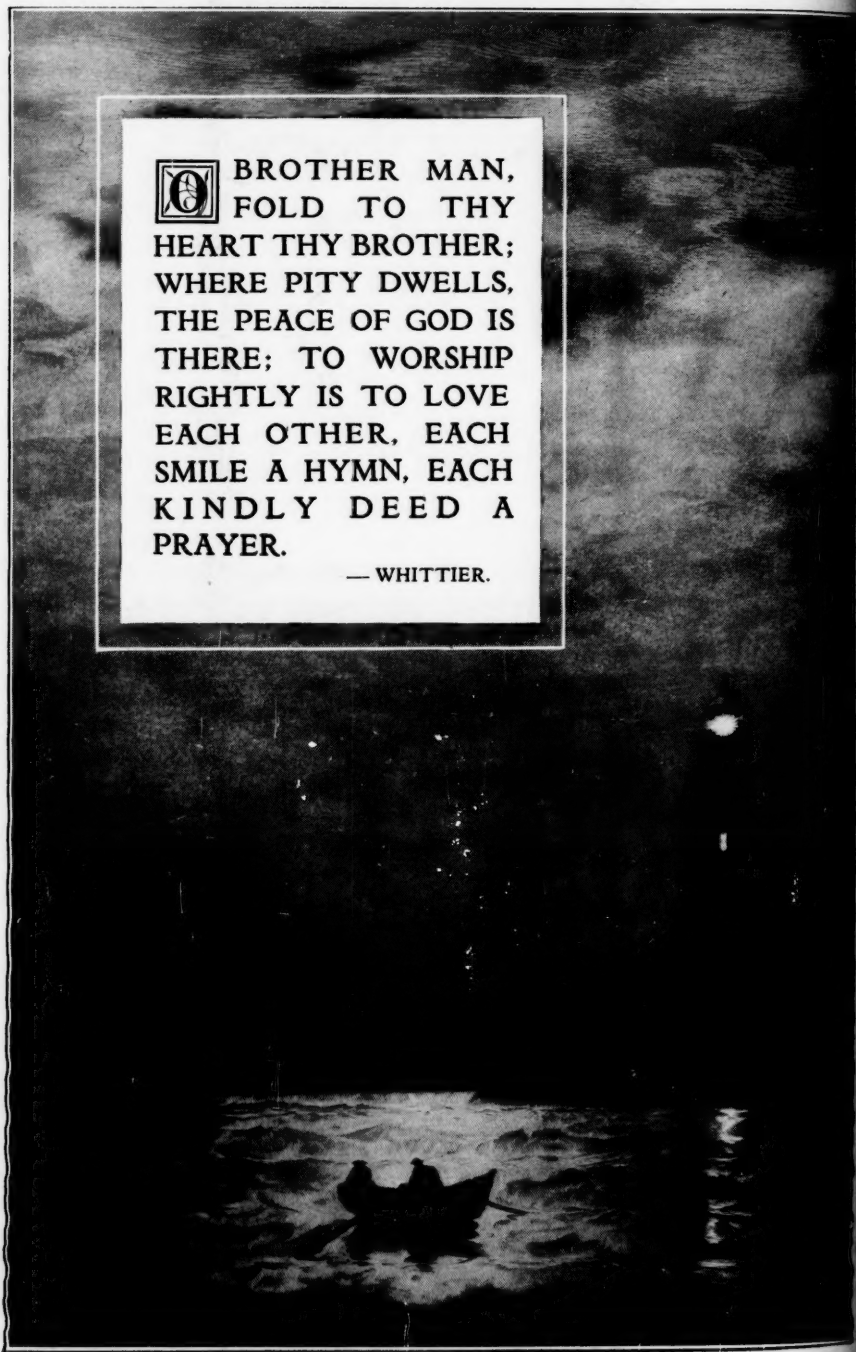 O BROTHER MAN,
FOLD TO THY
HEART THY BROTHER;
WHERE PITY DWELLS,
THE PEACE OF GOD IS
THERE; TO WORSHIP
RIGHTLY IS TO LOVE
EACH OTHER, EACH
SMILE A HYMN, EACH
KINDLY DEED A
PRAYER.
— WHITTIER.